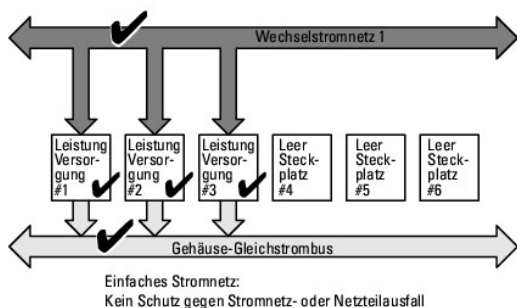 Wechselstromnetz 1
Leistung
Versor-
gung
#1
Leistung
Versor-
gung
#2
Leistung
Versor-
gung
#3
Leer
Steck-
platz
#4
Leer
Steck-
platz
#5
Leer
Steck-
platz
#6
Gehäuse-Gleichstrombus
Einfaches Stromnetz:
Kein Schutz gegen Stromnetz- oder Netzteilausfall